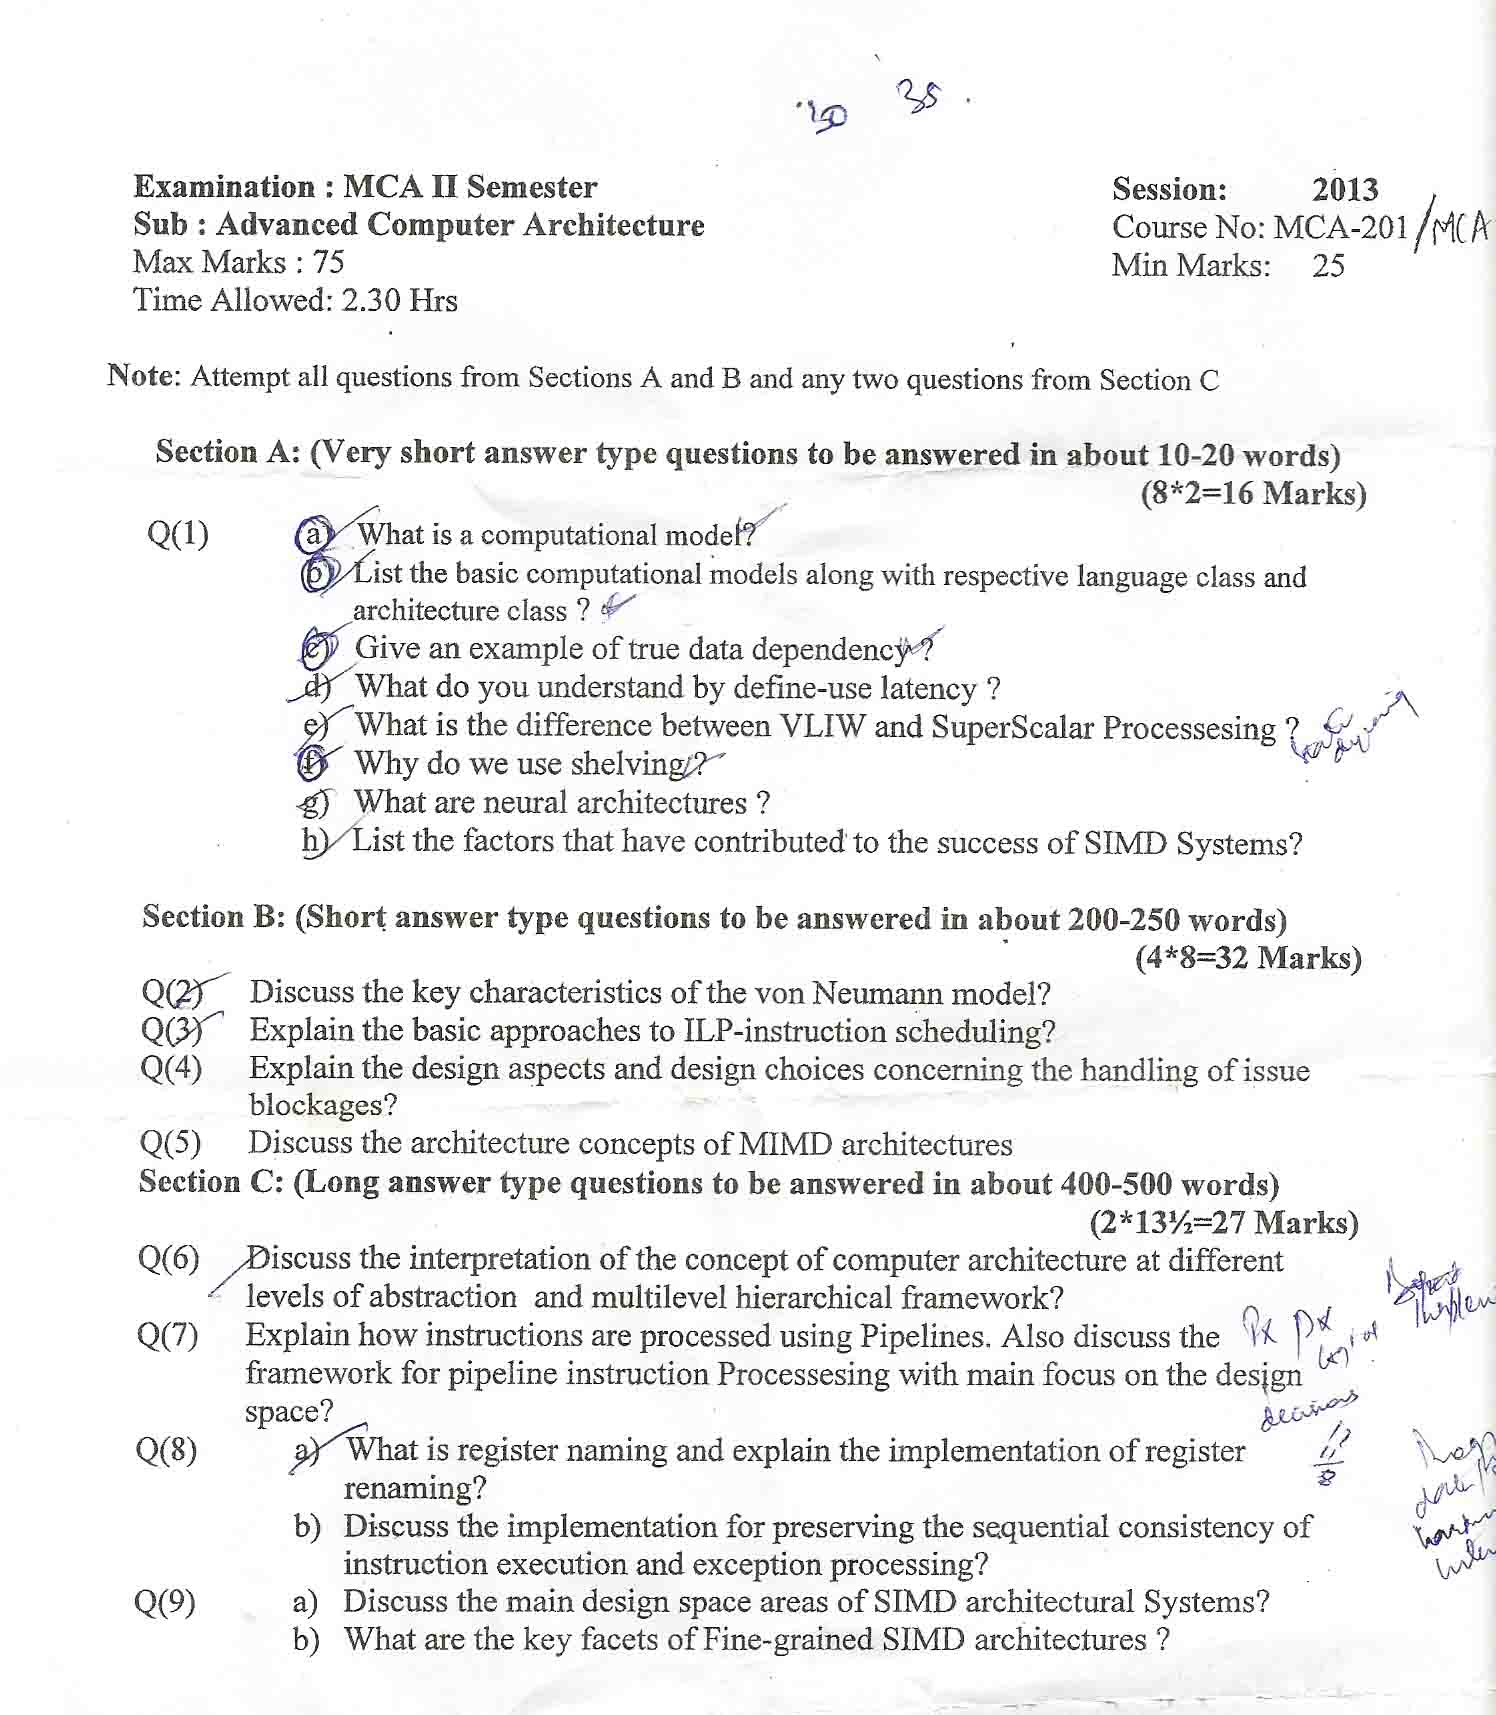 35 .
Examination : MCA II Semester Session: 2013
Sub : Advanced Computer Architecture Course No: MCA-201 /MCA
Max Marks : 75 Min Marks: 25
Time Allowed: 2.30 Hrs
Note: Attempt all questions from Sections A and B and any two questions from Section C
Section A: (Very short answer type questions to be answered in about 10-20 words)
(8*2=16 Marks)
Q(1) a) What is a computational model?
b) List the basic computational models along with respective language class and
architecture class ?
c) Give an example of true data dependency ?
d) What do you understand by define-use latency ?
e) What is the difference between VLIW and SuperScalar Processesing ?
f) Why do we use shelving ?
g) What are neural architectures ?
h) List the factors that have contributed to the success of SIMD Systems?
Section B: (Short answer type questions to be answered in about 200-250 words)
(4*8=32 Marks)
Q(2) Discuss the key characteristics of the von Neumann model?
Q(3) Explain the basic approaches to ILP-instruction scheduling?
Q(4) Explain the design aspects and design choices concerning the handling of issue
blockages?
Q(5) Discuss the architecture concepts of MIMD architectures
Section C: (Long answer type questions to be answered in about 400-500 words)
(2*13½=27 Marks)
Q(6) Discuss the interpretation of the concept of computer architecture at different
levels of abstraction and multilevel hierarchical framework?
Q(7) Explain how instructions are processed using Pipelines. Also discuss the
framework for pipeline instruction Processesing with main focus on the design
space?
decisions
Q(8) a) What is register naming and explain the implementation of register
renaming?
b) Discuss the implementation for preserving the sequential consistency of
instruction execution and exception processing?
Q(9) a) Discuss the main design space areas of SIMD architectural Systems?
b) What are the key facets of Fine-grained SIMD architectures ?